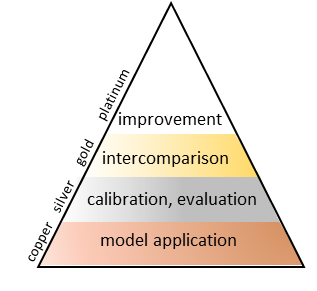 platinum
improvement
gold
intercomparison
silver
calibration, evaluation
copper
model application